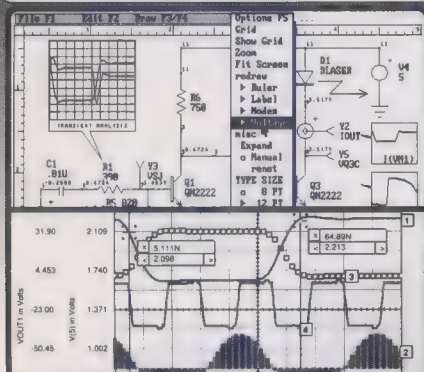 File F1 Edit F2 Draw F3/F4 Options F5
Grid
Show Grid
Zoom
Fit Screen
redraw
Ruler
Label
Nodes
Voltage
misc
Expand
o Manual
reset
TYPE SIZE
o 8 PT
12 PT
TRANSIENT ANALYSIS
R6
750
C1
.01U
R1
390
Y3
VSJ
R5 820
Q1
QN2222
D1
DLASER
V4
5
Y2
IOUT
I(VM1)
Y5
VQ3C
Q3
QN2222
31.90
4.453
-23.00
-50.45
VOUT1 in Volts
2.109
1.740
1.371
1.002
V(5) in Volts
x 5.111N
< 2.098 >
x 64.89N
< 2.213 >
1
3
4
2